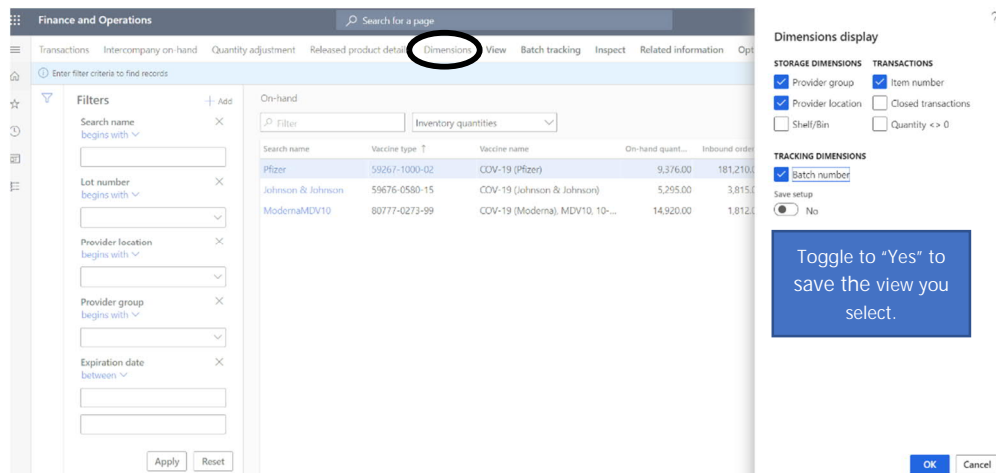 Finance and Operations
Search for a page
?
Transactions Intercompany on-hand Quantity adjustment Released product detail Dimensions View Batch tracking Inspect Related information Opt
Enter filter criteria to find records
Filters
Add
Search name
begins with
Lot number
begins with
Provider location
begins with
Provider group
begins with
Expiration date
between
Apply Reset
On-hand
Filter
Inventory quantities
Search name Vaccine type ↑ Vaccine name On-hand quant... Inbound order
Pfizer 59267-1000-02 COV-19 (Pfizer) 9,376.00 181,210.0
Johnson & Johnson 59676-0580-15 COV-19 (Johnson & Johnson) 5,295.00 3,815.0
ModernaMDV10 80777-0273-99 COV-19 (Moderna), MDV10, 10-... 14,920.00 1,812.0
Dimensions display
STORAGE DIMENSIONS TRANSACTIONS
Provider group Item number
Provider location Closed transactions
Shelf/Bin Quantity <> 0
TRACKING DIMENSIONS
Batch number
Save setup
No
Toggle to "Yes" to
save the view you
select.
OK Cancel